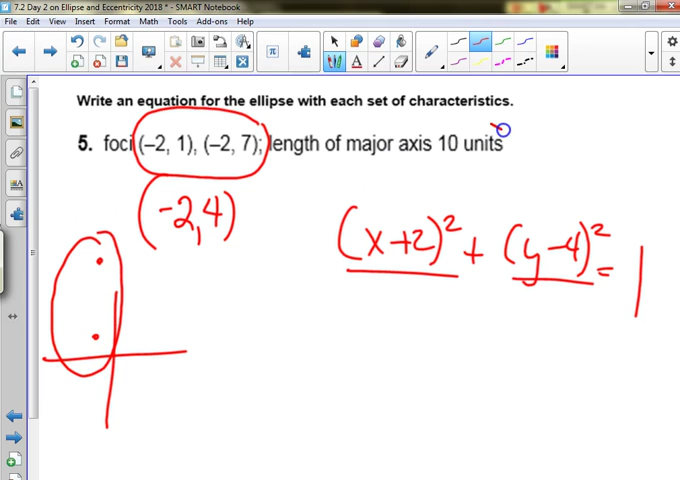 7.2 Day 2 on Ellipse and Eccentricity 2018 * - SMART Notebook
File Edit View Insert Format Tools Add-ons Help
Write an equation for the ellipse with each set of characteristics.
5. foci (–2, 1), (–2, 7); length of major axis 10 units
(-2,4)
(x+2)² + (y-4)² = 1